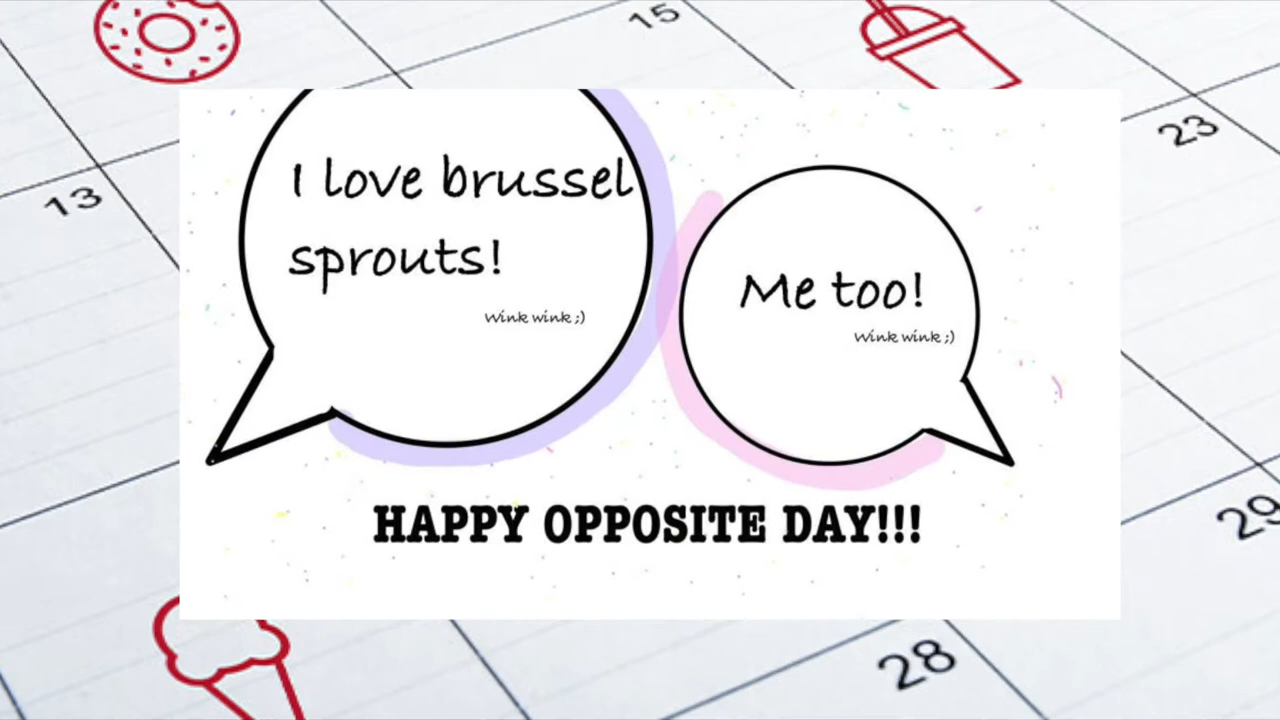 15
23
13
I love brussel
sprouts!
Wink wink ;)
Me too!
Wink wink ;)
HAPPY OPPOSITE DAY!!!
29
28